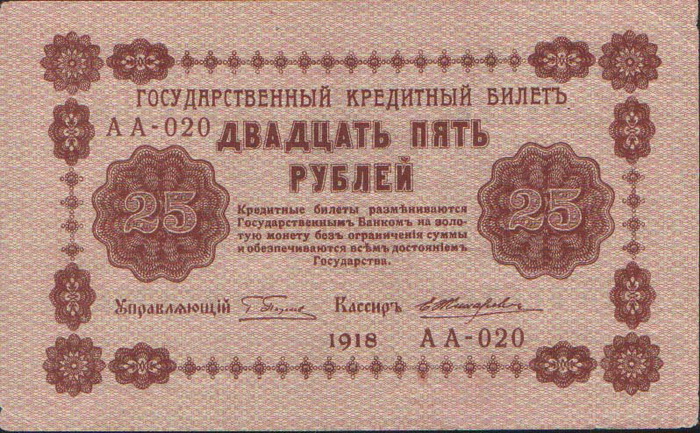 ГОСУДАРСТВЕННЫЙ КРЕДИТНЫЙ БИЛЕТЪ
АА-020
ДВАДЦАТЬ ПЯТЬ
РУБЛЕЙ
25
25
Кредитные билеты размѣниваются
Государственнымъ Банкомъ на золо-
тую монету безъ ограниченія суммы
и обезпечиваются всѣмъ достояніемъ
Государства.
Управляющій Кассиръ
1918 АА-020